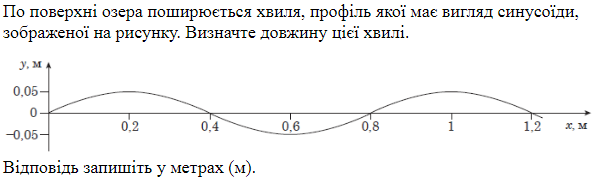 По поверхні озера поширюється хвиля, профіль якої має вигляд синусоїди,
зображеної на рисунку. Визначте довжину цієї хвилі.
y, м
0,05
0
−0,05
0,2 0,4 0,6 0,8 1 1,2 x, м
Відповідь запишіть у метрах (м).